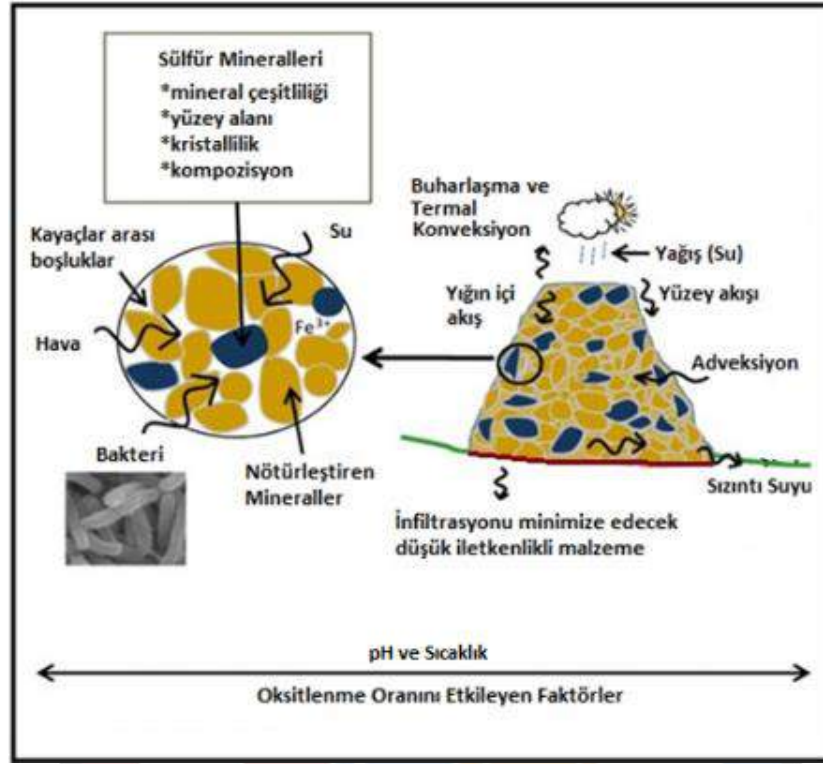 Sülfür Mineralleri
*mineral çeşitliliği
*yüzey alanı
*kristallilik
*kompozisyon
Kayaçlar arası
boşluklar
Su
Hava
Fe3+
Bakteri
Nötürleştiren
Mineraller
Buharlaşma ve
Termal
Konveksiyon
Yağış (Su)
Yığın içi
akış
Yüzey akışı
Adveksiyon
Sızıntı Suyu
İnfiltrasyonu minimize edecek
düşük iletkenlikli malzeme
pH ve Sıcaklık
Oksitlenme Oranını Etkileyen Faktörler